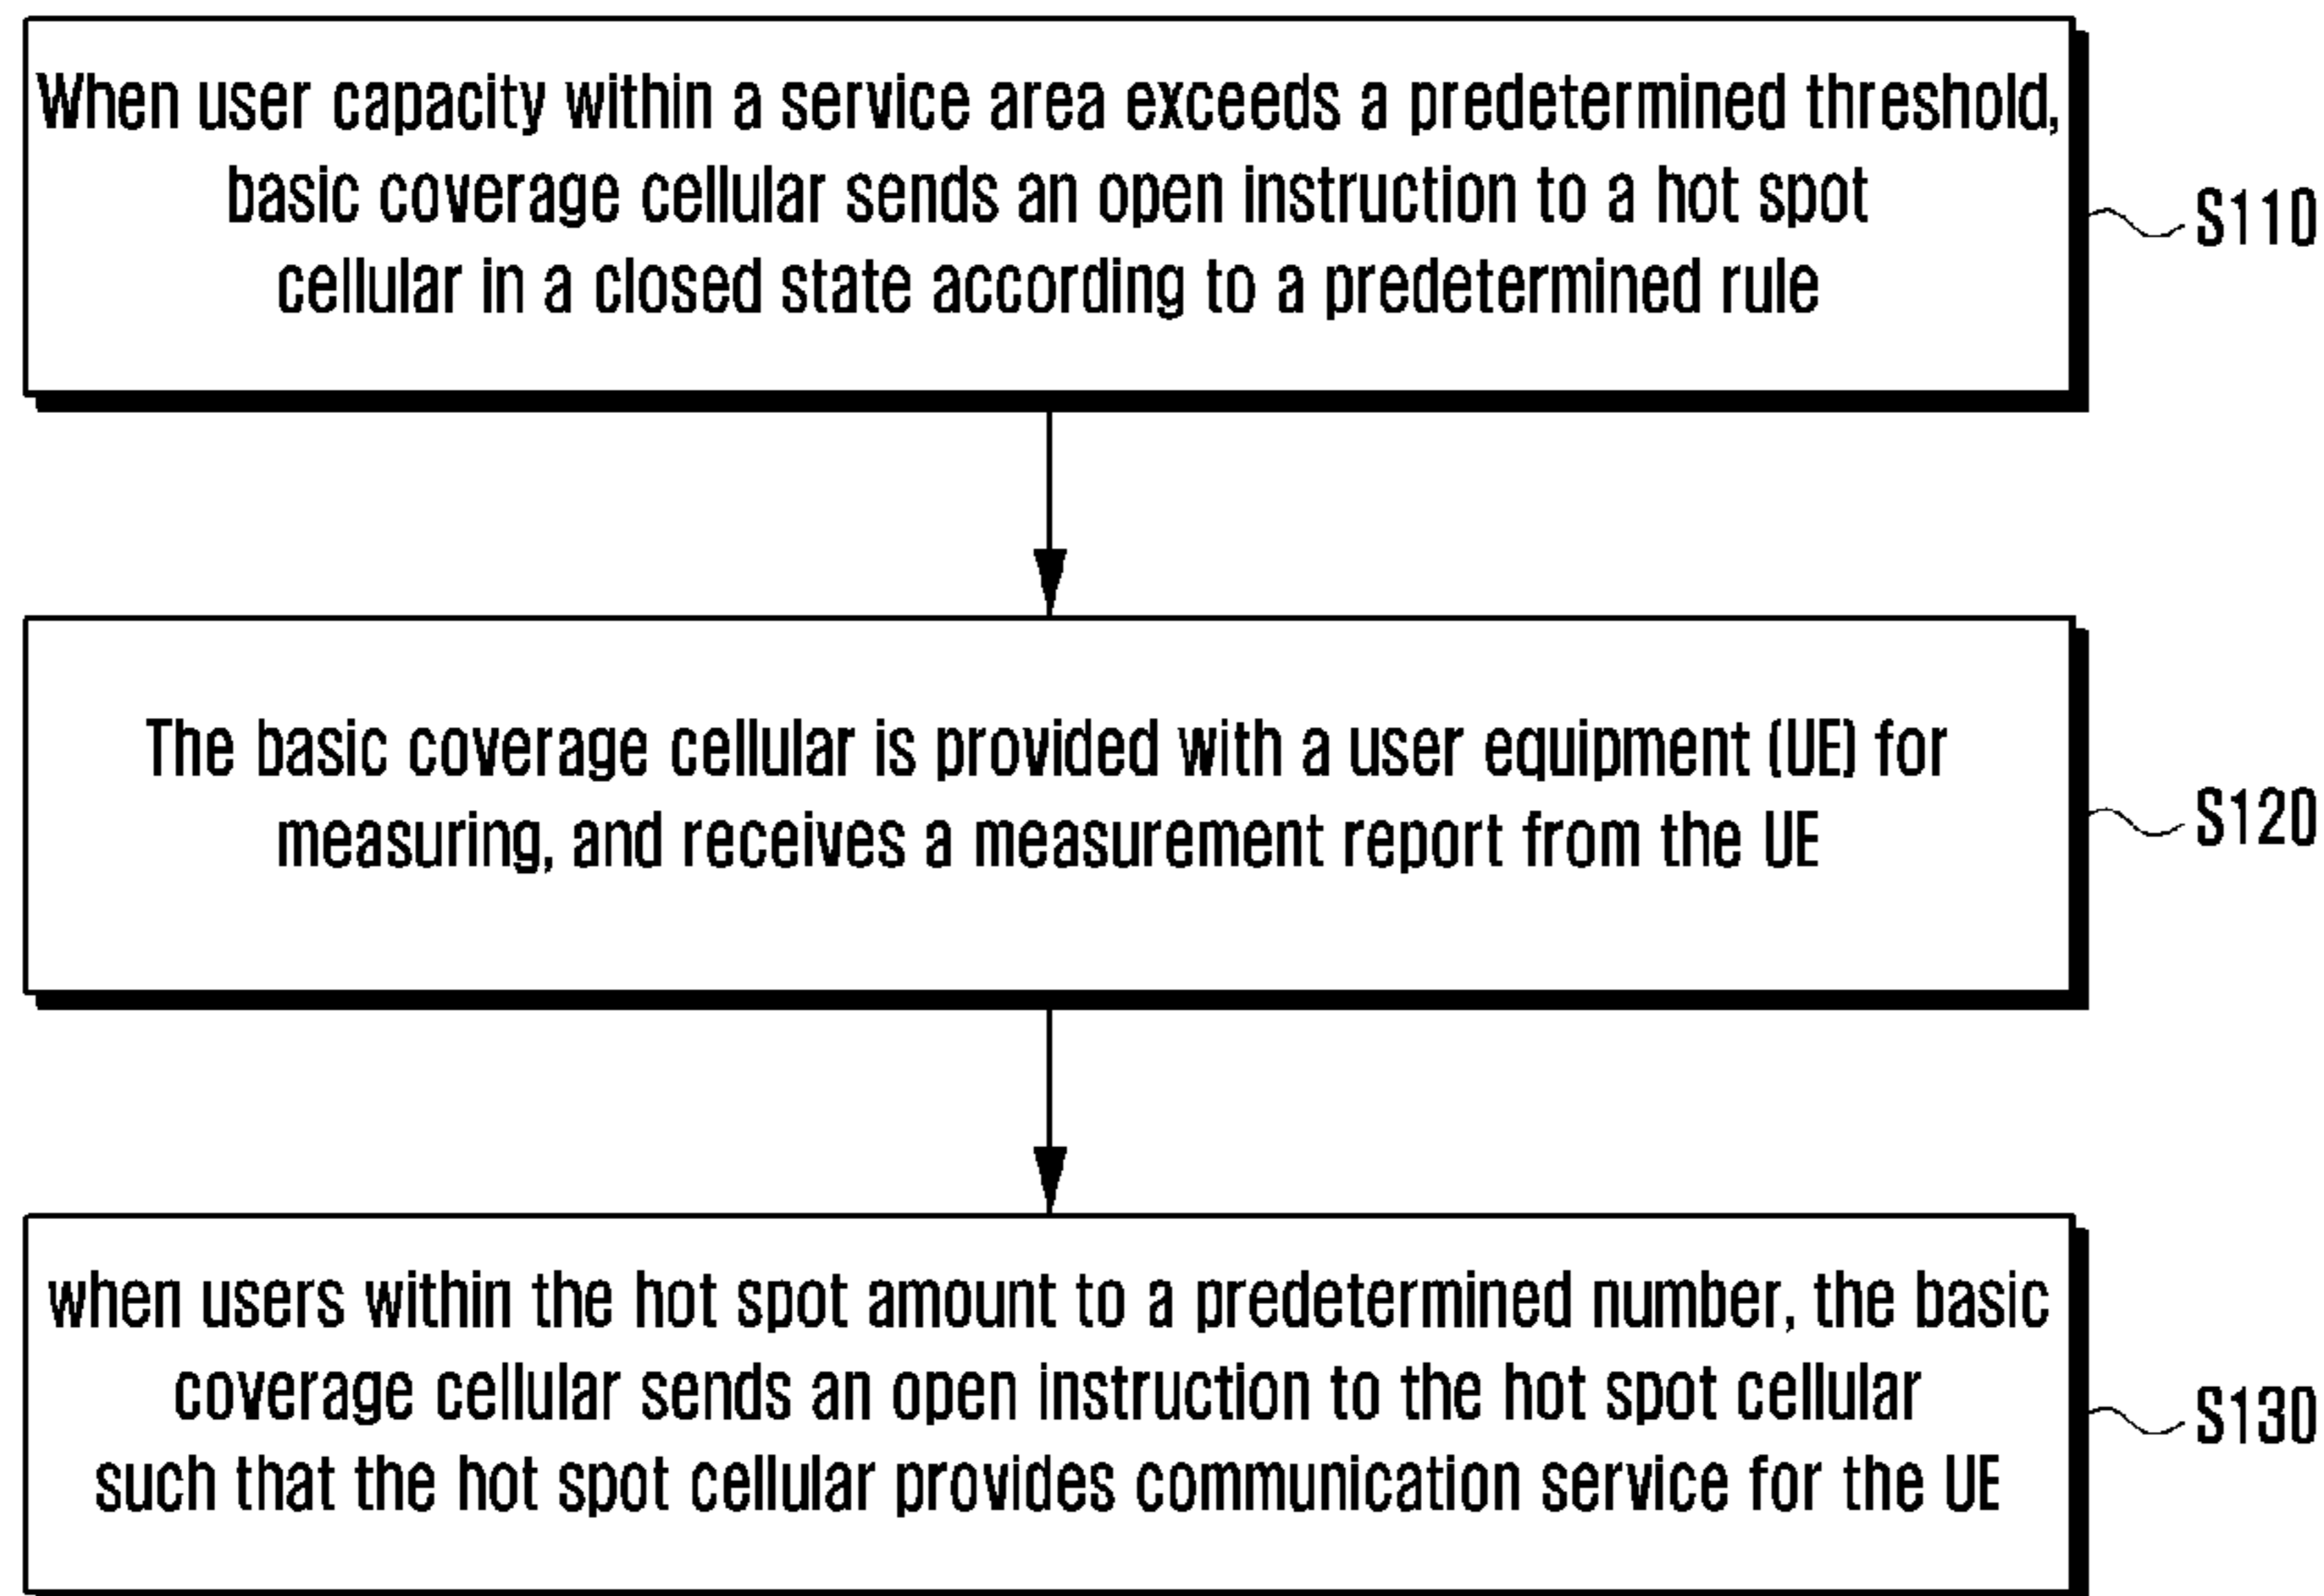 When user capacity within a service area exceeds a predetermined threshold,
basic coverage cellular sends an open instruction to a hot spot
cellular in a closed state according to a predetermined rule
S110
The basic coverage cellular is provided with a user equipment (UE) for
measuring, and receives a measurement report from the UE
S120
when users within the hot spot amount to a predetermined number, the basic
coverage cellular sends an open instruction to the hot spot cellular
such that the hot spot cellular provides communication service for the UE
S130